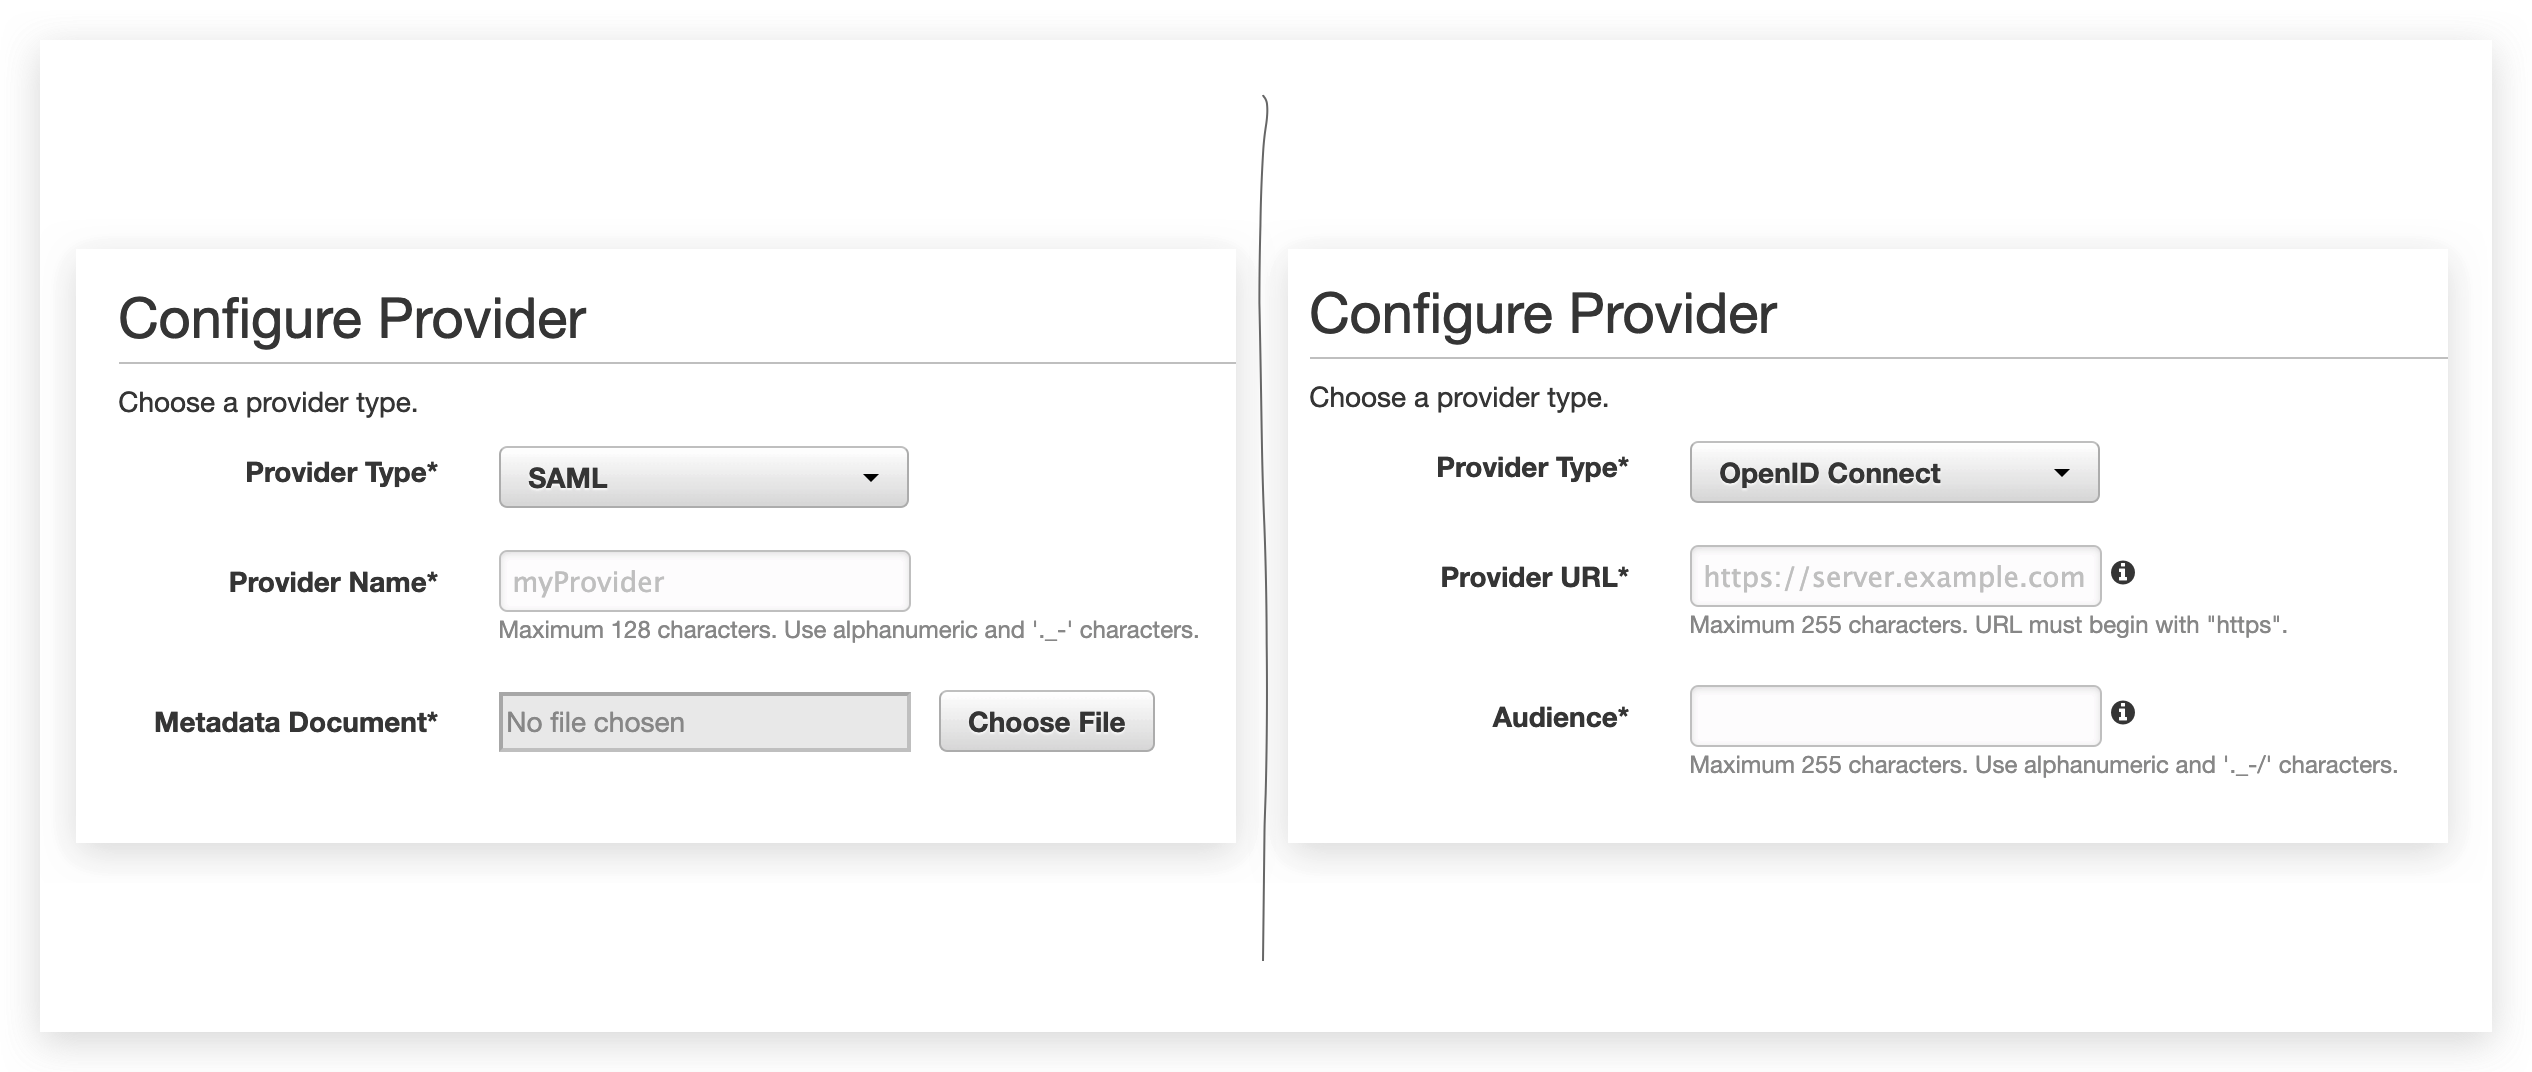 Configure Provider
Choose a provider type.
Provider Type* SAML
Provider Name* myProvider
Maximum 128 characters. Use alphanumeric and '._-' characters.
Metadata Document* No file chosen Choose File
Configure Provider
Choose a provider type.
Provider Type* OpenID Connect
Provider URL* https://server.example.com
Maximum 255 characters. URL must begin with "https".
Audience*
Maximum 255 characters. Use alphanumeric and '._-/' characters.